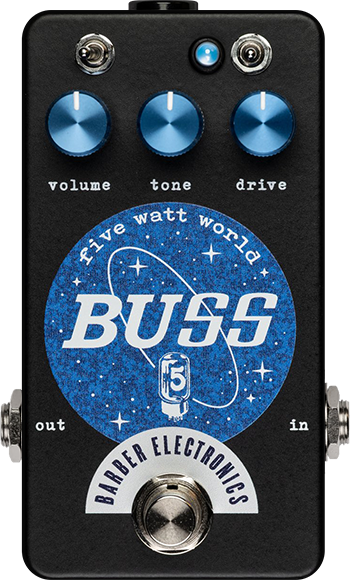 volume tone drive
five watt world
BUSS
5
out in
BARBER ELECTRONICS